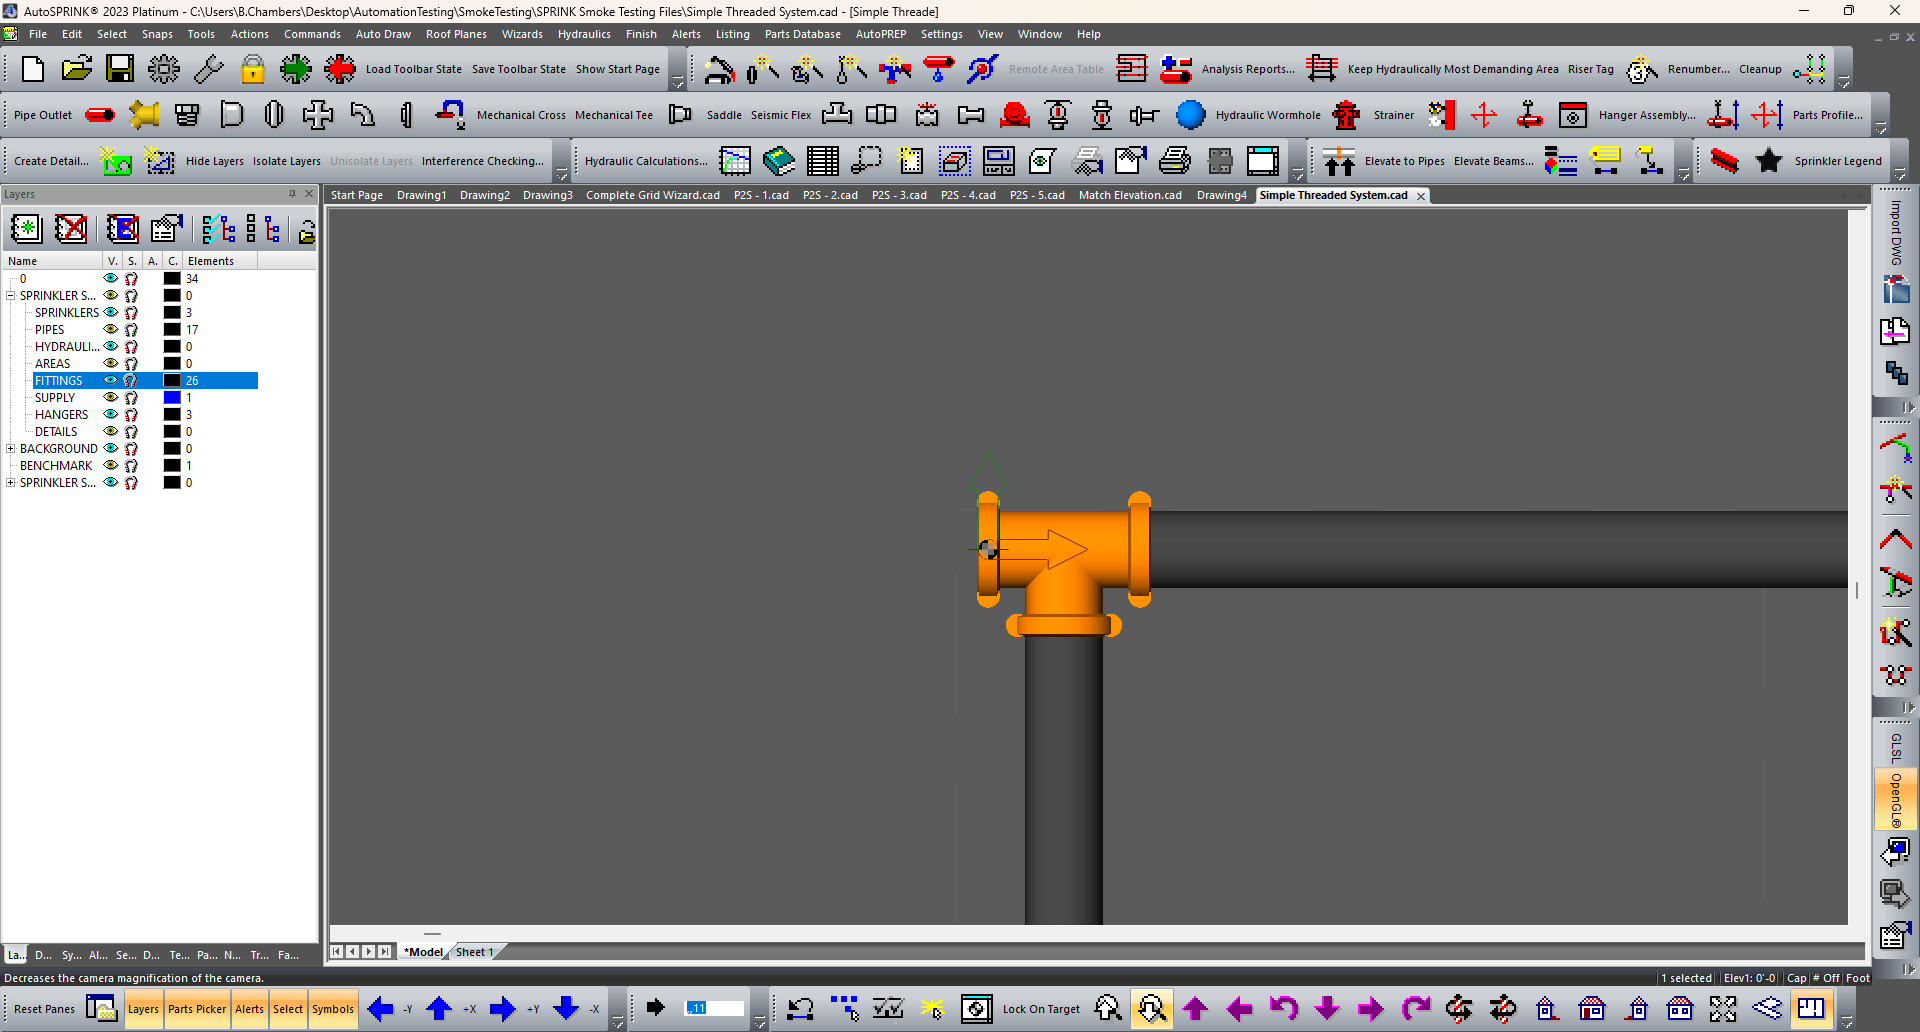 AutoSPRINK® 2023 Platinum - C:\Users\B.Chambers\Desktop\AutomationTesting\SmokeTesting\SPRINK Smoke Testing Files\Simple Threaded System.cad - [Simple Threade]
File Edit Select Snaps Tools Actions Commands Auto Draw Roof Planes Wizards Hydraulics Finish Alerts Listing Parts Database AutoPREP Settings View Window Help
Load Toolbar State Save Toolbar State Show Start Page Remote Area Table Analysis Reports... Keep Hydraulically Most Demanding Area Riser Tag Renumber... Cleanup
Pipe Outlet Mechanical Cross Mechanical Tee Saddle Seismic Flex Hydraulic Wormhole Strainer Hanger Assembly... Parts Profile...
Create Detail... Hide Layers Isolate Layers Unisolate Layers Interference Checking... Hydraulic Calculations... Elevate to Pipes Elevate Beams... Sprinkler Legend
Layers
Start Page Drawing1 Drawing2 Drawing3 Complete Grid Wizard.cad P2S - 1.cad P2S - 2.cad P2S - 3.cad P2S - 4.cad P2S - 5.cad Match Elevation.cad Drawing4 Simple Threaded System.cad
Name V. S. A. C. Elements
0 34
SPRINKLER S... 0
SPRINKLERS 3
PIPES 17
HYDRAULI... 0
AREAS 0
FITTINGS 26
SUPPLY 1
HANGERS 3
DETAILS 0
BACKGROUND 0
BENCHMARK 1
SPRINKLER S... 0
Import DWG
GLSL
OpenGL®
*Model Sheet 1
La... D... Sy... Al... Se... D... Te... Pa... N... Tr... Fa...
Decreases the camera magnification of the camera.
1 selected Elev1: 0'-0 Cap # Off Foot
Reset Panes Layers Parts Picker Alerts Select Symbols -Y +X +Y -X ,,11 Lock On Target